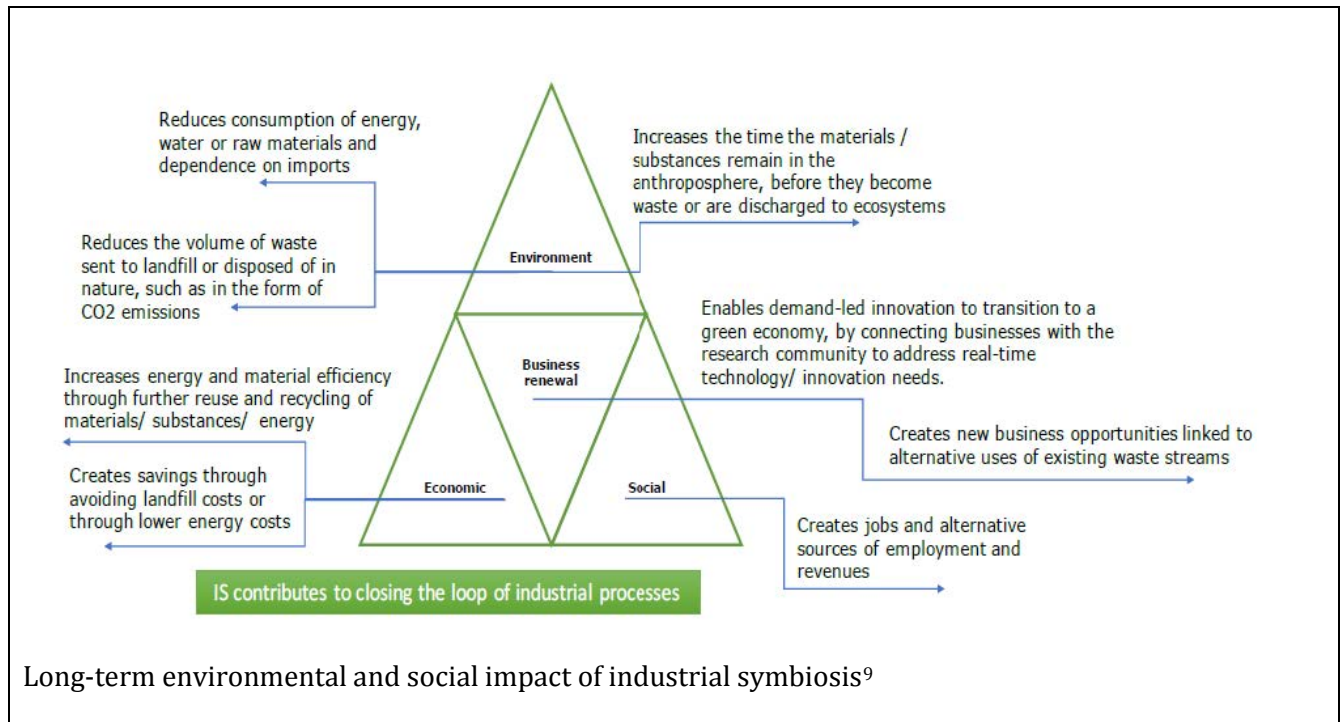 Reduces consumption of energy,
water or raw materials and
dependence on imports
Increases the time the materials /
substances remain in the
anthroposphere, before they become
waste or are discharged to ecosystems
Reduces the volume of waste
sent to landfill or disposed of in
nature, such as in the form of
CO2 emissions
Environment
Enables demand-led innovation to transition to a
green economy, by connecting businesses with the
research community to address real-time
technology/ innovation needs.
Business
renewal
Increases energy and material efficiency
through further reuse and recycling of
materials/ substances/ energy
Creates new business opportunities linked to
alternative uses of existing waste streams
Creates savings through
avoiding landfill costs or
through lower energy costs
Economic
Social
Creates jobs and alternative
sources of employment and
revenues
IS contributes to closing the loop of industrial processes
Long-term environmental and social impact of industrial symbiosis⁹